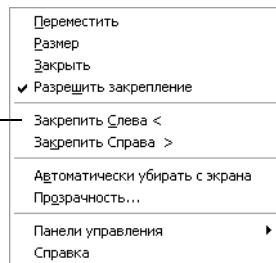 Переместить
Размер
Закрыть
Разрешить закрепление
Закрепить Слева <
Закрепить Справа >
Автоматически убирать с экрана
Прозрачность...
Панели управления
Справка